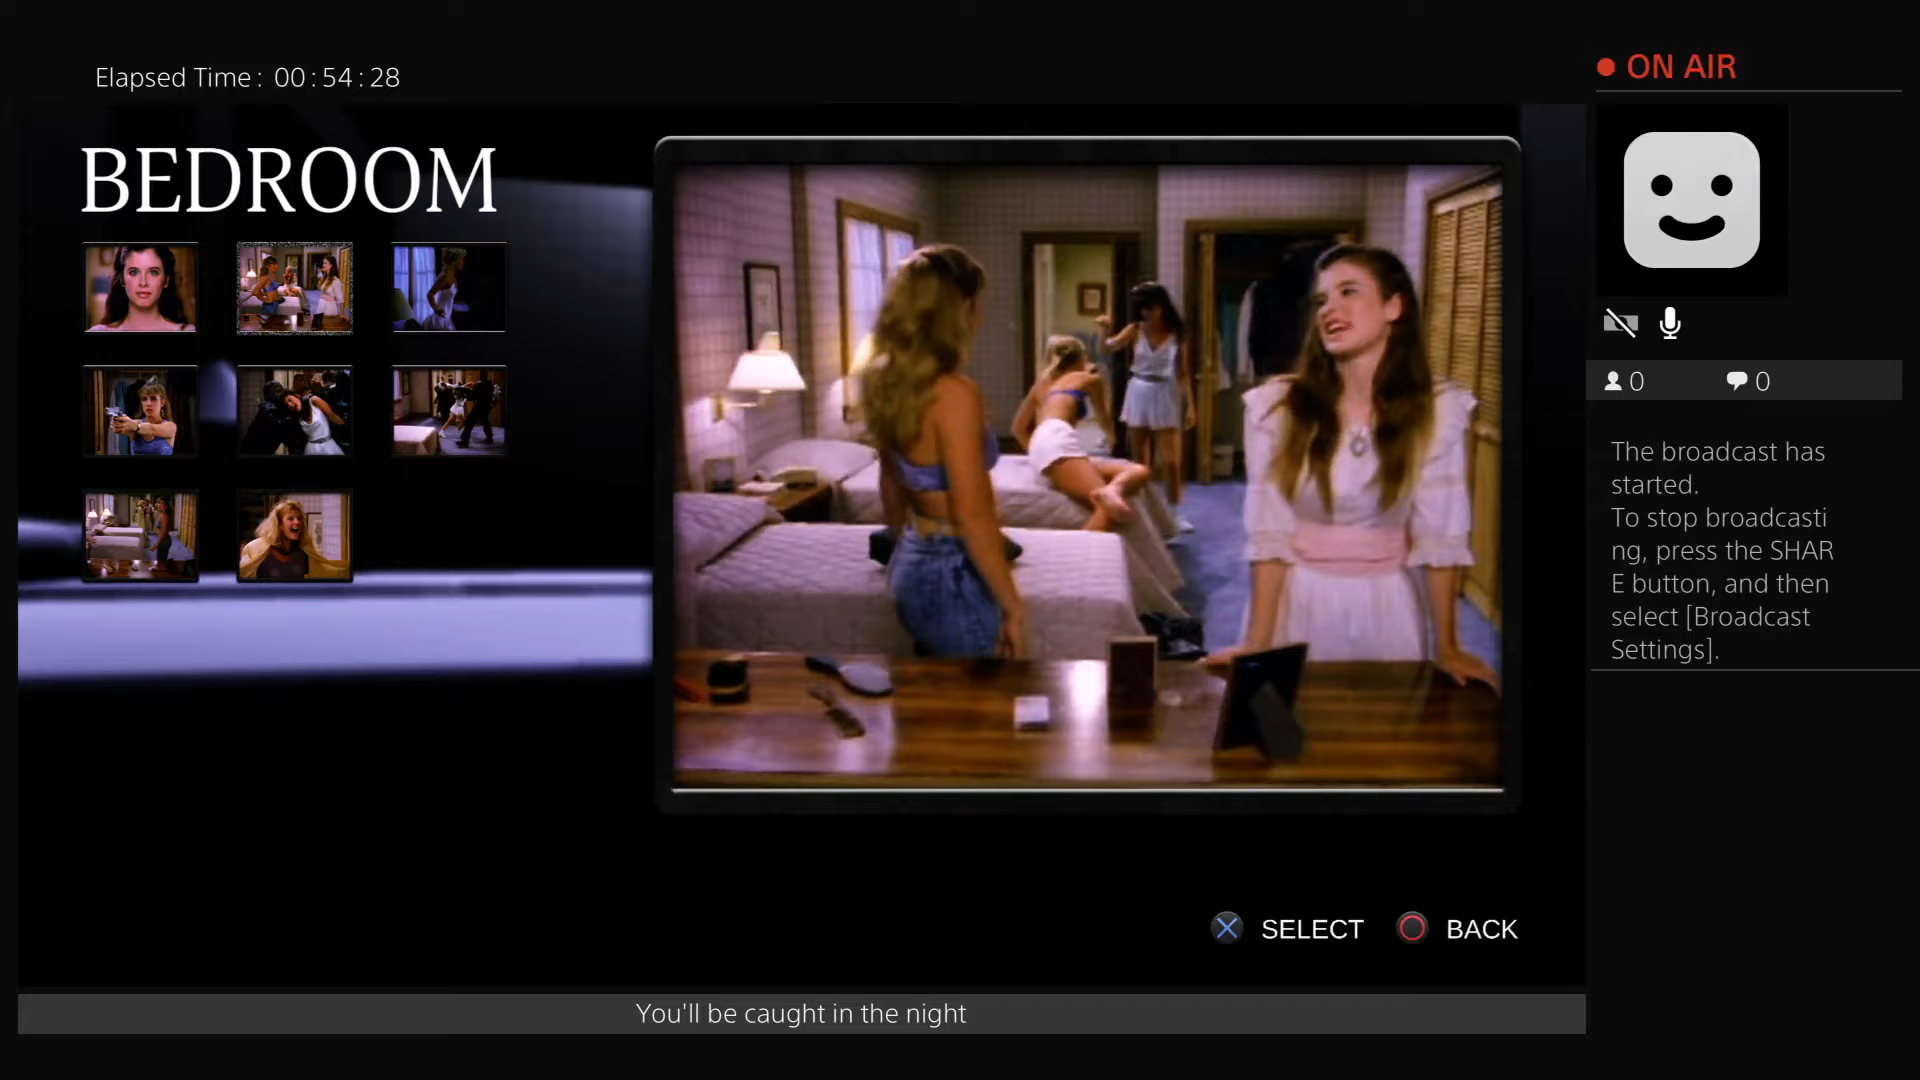 Elapsed Time: 00:54:28
ON AIR
BEDROOM
0 0
The broadcast has
started.
To stop broadcasti
ng, press the SHAR
E button, and then
select [Broadcast
Settings].
SELECT BACK
You'll be caught in the night